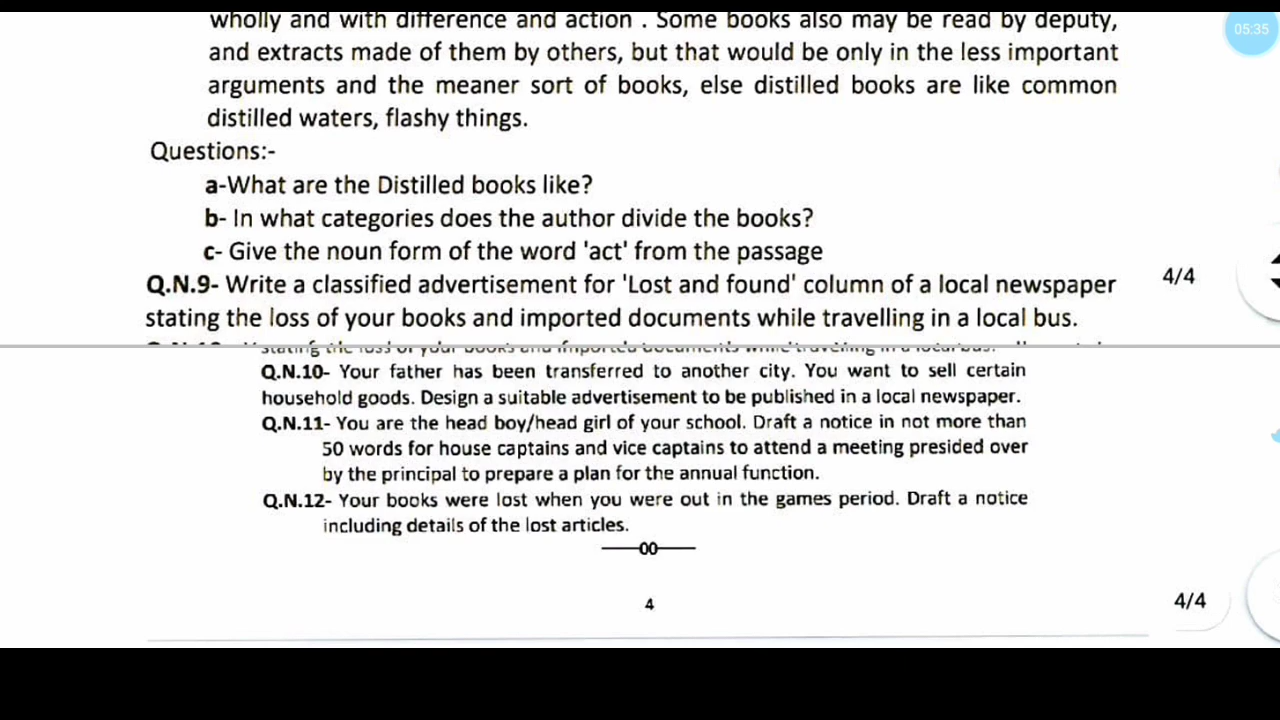 05:35
wholly and with difference and action . Some books also may be read by deputy,
and extracts made of them by others, but that would be only in the less important
arguments and the meaner sort of books, else distilled books are like common
distilled waters, flashy things.
Questions:-
a-What are the Distilled books like?
b- In what categories does the author divide the books?
c- Give the noun form of the word 'act' from the passage
Q.N.9- Write a classified advertisement for 'Lost and found' column of a local newspaper
4/4
stating the loss of your books and imported documents while travelling in a local bus.
Q.N.10- Your father has been transferred to another city. You want to sell certain
household goods. Design a suitable advertisement to be published in a local newspaper.
Q.N.11- You are the head boy/head girl of your school. Draft a notice in not more than
50 words for house captains and vice captains to attend a meeting presided over
by the principal to prepare a plan for the annual function.
Q.N.12- Your books were lost when you were out in the games period. Draft a notice
including details of the lost articles.
00
4
4/4